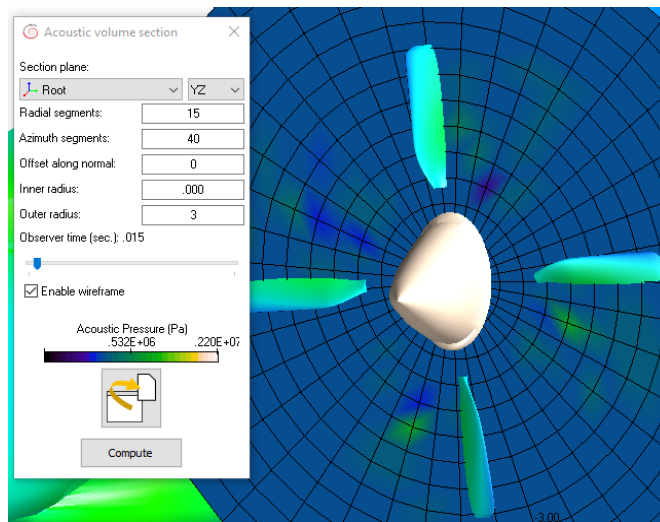 Acoustic volume section
Section plane:
Root YZ
Radial segments: 15
Azimuth segments: 40
Offset along normal: 0
Inner radius: .000
Outer radius: 3
Observer time (sec.): .015
Enable wireframe
Acoustic Pressure (Pa)
.532E+06 .220E+07
Compute
-3.00